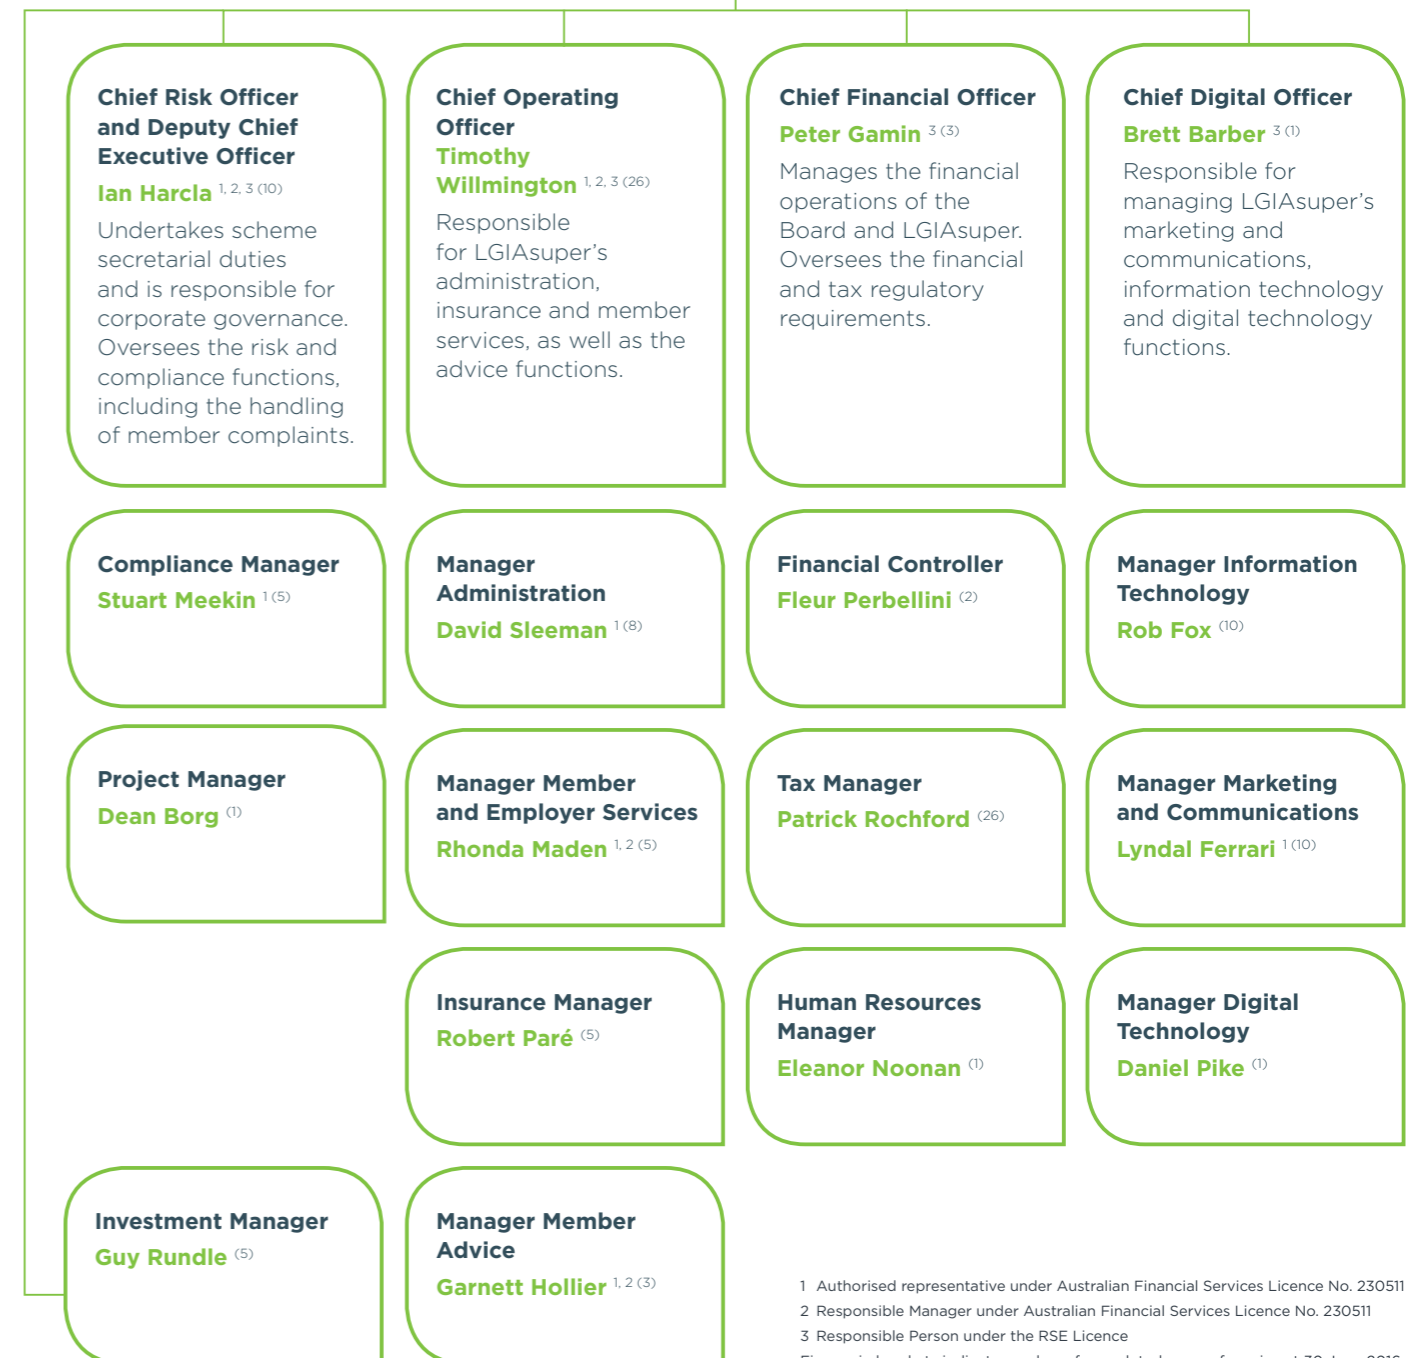 Chief Risk Officer
and Deputy Chief
Executive Officer
Ian Harcla 1, 2, 3 (10)
Undertakes scheme
secretarial duties
and is responsible for
corporate governance.
Oversees the risk and
compliance functions,
including the handling
of member complaints.
Chief Operating
Officer
Timothy
Willmington 1, 2, 3 (26)
Responsible
for LGIAsuper's
administration,
insurance and member
services, as well as the
advice functions.
Chief Financial Officer
Peter Gamin 3 (3)
Manages the financial
operations of the
Board and LGIAsuper.
Oversees the financial
and tax regulatory
requirements.
Chief Digital Officer
Brett Barber 3 (1)
Responsible for
managing LGIAsuper's
marketing and
communications,
information technology
and digital technology
functions.
Compliance Manager
Stuart Meekin 1 (5)
Manager
Administration
David Sleeman 1 (8)
Financial Controller
Fleur Perbellini (2)
Manager Information
Technology
Rob Fox (10)
Project Manager
Dean Borg (1)
Manager Member
and Employer Services
Rhonda Maden 1, 2 (5)
Tax Manager
Patrick Rochford (26)
Manager Marketing
and Communications
Lyndal Ferrari 1 (10)
Insurance Manager
Robert Paré (5)
Human Resources
Manager
Eleanor Noonan (1)
Manager Digital
Technology
Daniel Pike (1)
Investment Manager
Guy Rundle (5)
Manager Member
Advice
Garnett Hollier 1, 2 (3)
1 Authorised representative under Australian Financial Services Licence No. 230511
2 Responsible Manager under Australian Financial Services Licence No. 230511
3 Responsible Person under the RSE Licence